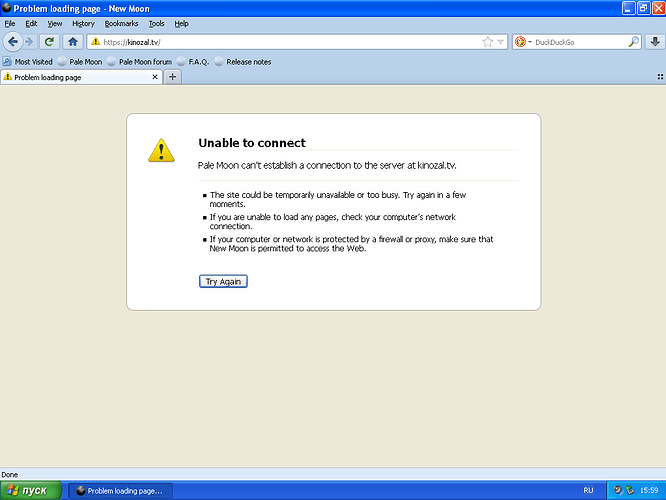 Problem loading page - New Moon
File Edit View History Bookmarks Tools Help
https://kinozal.tv/ DuckDuckGo
Most Visited Pale Moon Pale Moon forum F.A.Q. Release notes
Problem loading page
Unable to connect
Pale Moon can't establish a connection to the server at kinozal.tv.
The site could be temporarily unavailable or too busy. Try again in a few
moments.
If you are unable to load any pages, check your computer's network
connection.
If your computer or network is protected by a firewall or proxy, make sure that
New Moon is permitted to access the Web.
Try Again
Done
пуск Problem loading page... RU 15:59